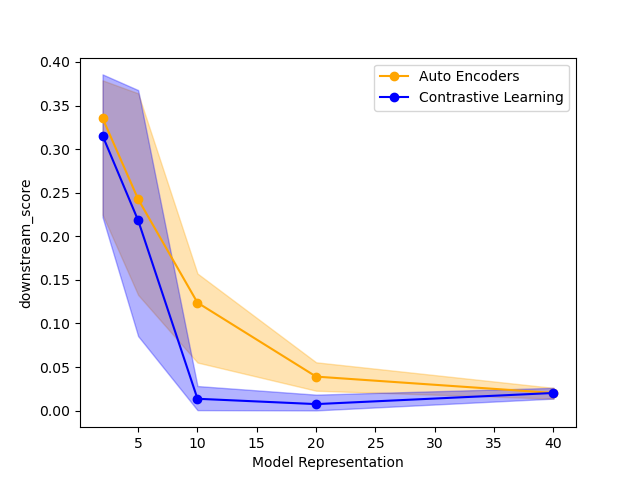 Auto Encoders
Contrastive Learning
downstream_score
0.40
0.35
0.30
0.25
0.20
0.15
0.10
0.05
0.00
5 10 15 20 25 30 35 40
Model Representation